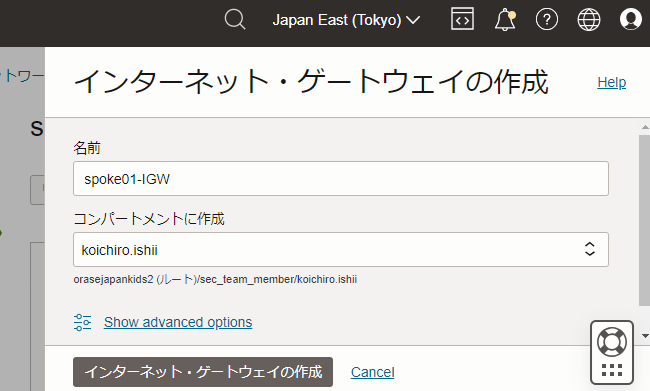 Japan East (Tokyo)
ットワー
インターネット・ゲートウェイの作成
Help
名前
spoke01-IGW
コンパートメントに作成
koichiro.ishii
orasejapankids2 (ルート)/sec_team_member/koichiro.ishii
Show advanced options
インターネット・ゲートウェイの作成
Cancel